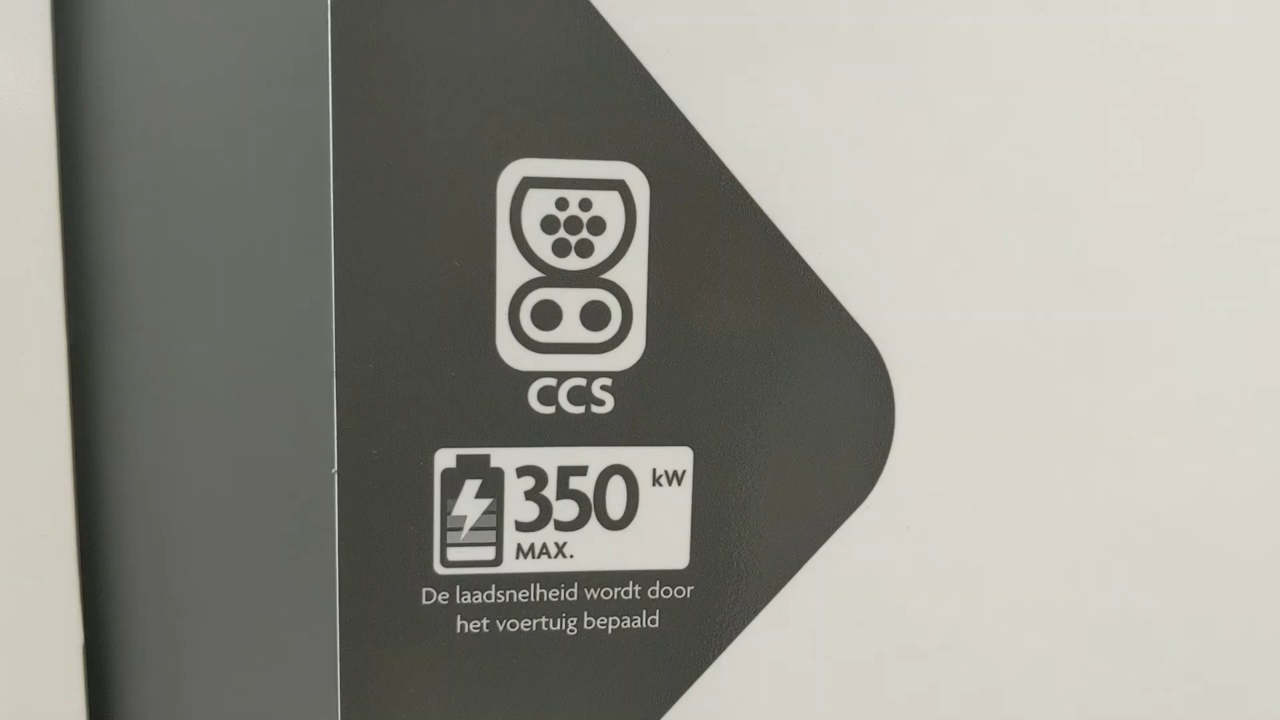 CCS
350 kW
MAX.
De laadsnelheid wordt door
het voertuig bepaald